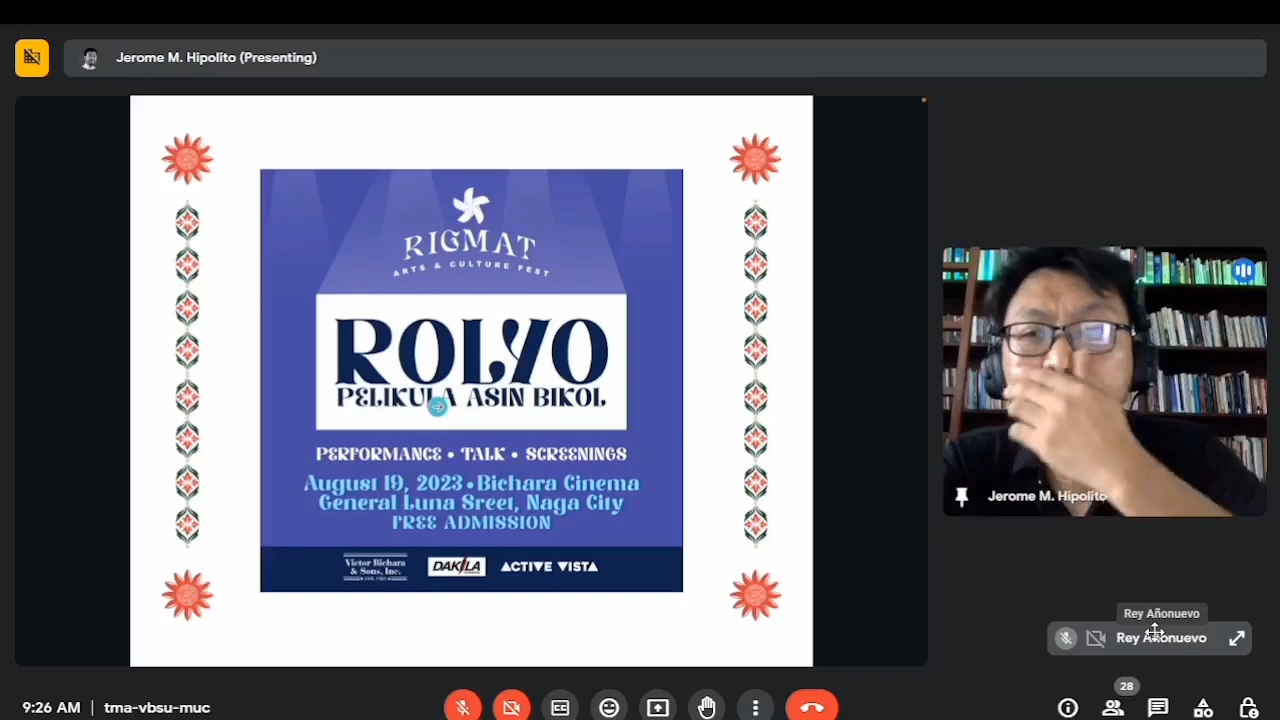 Jerome M. Hipolito (Presenting)
RIGMAT
ARTS & CULTURE FEST
ROLYO
PELIKULA ASIN BIKOL
PERFORMANCE • TALK • SCREENINGS
August 19, 2023 • Bichara Cinema
General Luna Sreet, Naga City
FREE ADMISSION
Victor Bichara
& Sons, Inc.
DAKILA
ACTIVE VISTA
Jerome M. Hipolito
Rey Añonuevo
Rey Añonuevo
28
9:26 AM | tma-vbsu-muc